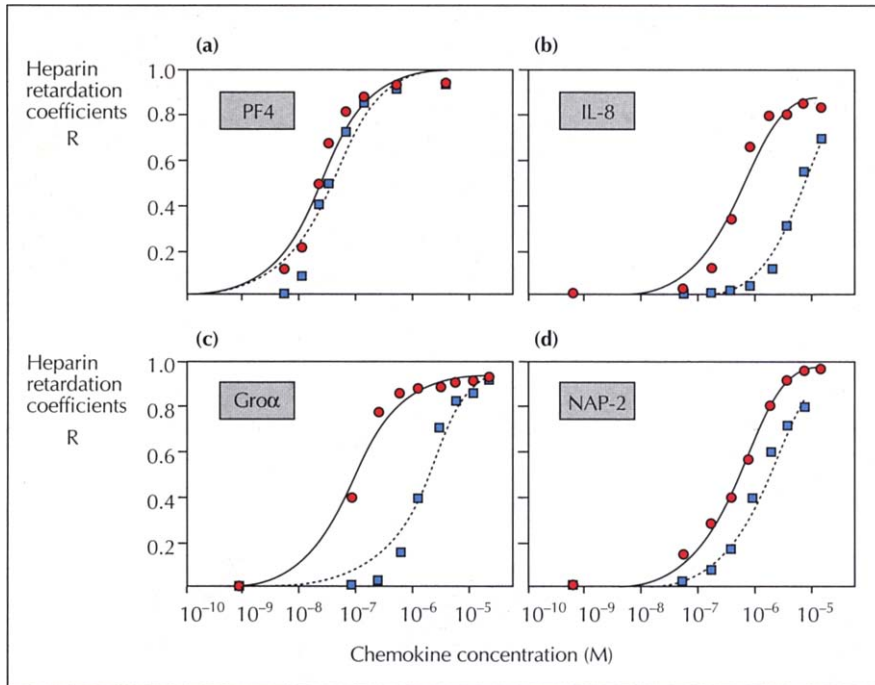 (a)
(b)
Heparin
retardation
coefficients
R
1.0
0.8
0.6
0.4
0.2
PF4
IL-8
(c)
(d)
Heparin
retardation
coefficients
R
1.0
0.8
0.6
0.4
0.2
Groα
NAP-2
10⁻¹⁰ 10⁻⁹ 10⁻⁸ 10⁻⁷ 10⁻⁶ 10⁻⁵
10⁻¹⁰ 10⁻⁹ 10⁻⁸ 10⁻⁷ 10⁻⁶ 10⁻⁵
Chemokine concentration (M)